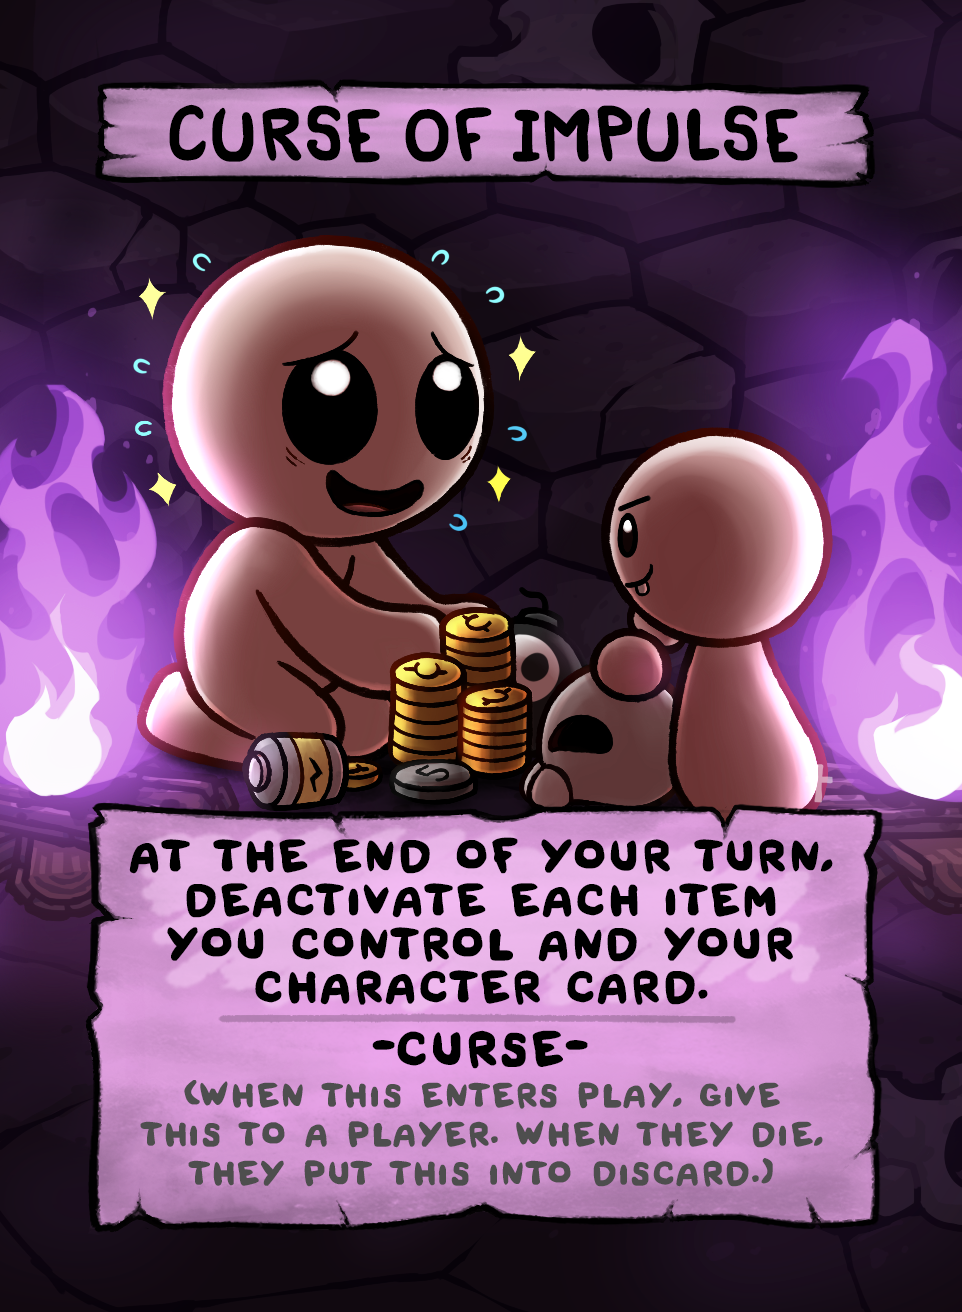 CURSE OF IMPULSE
AT THE END OF YOUR TURN,
DEACTIVATE EACH ITEM
YOU CONTROL AND YOUR
CHARACTER CARD.
-CURSE-
(WHEN THIS ENTERS PLAY, GIVE
THIS TO A PLAYER. WHEN THEY DIE,
THEY PUT THIS INTO DISCARD.)